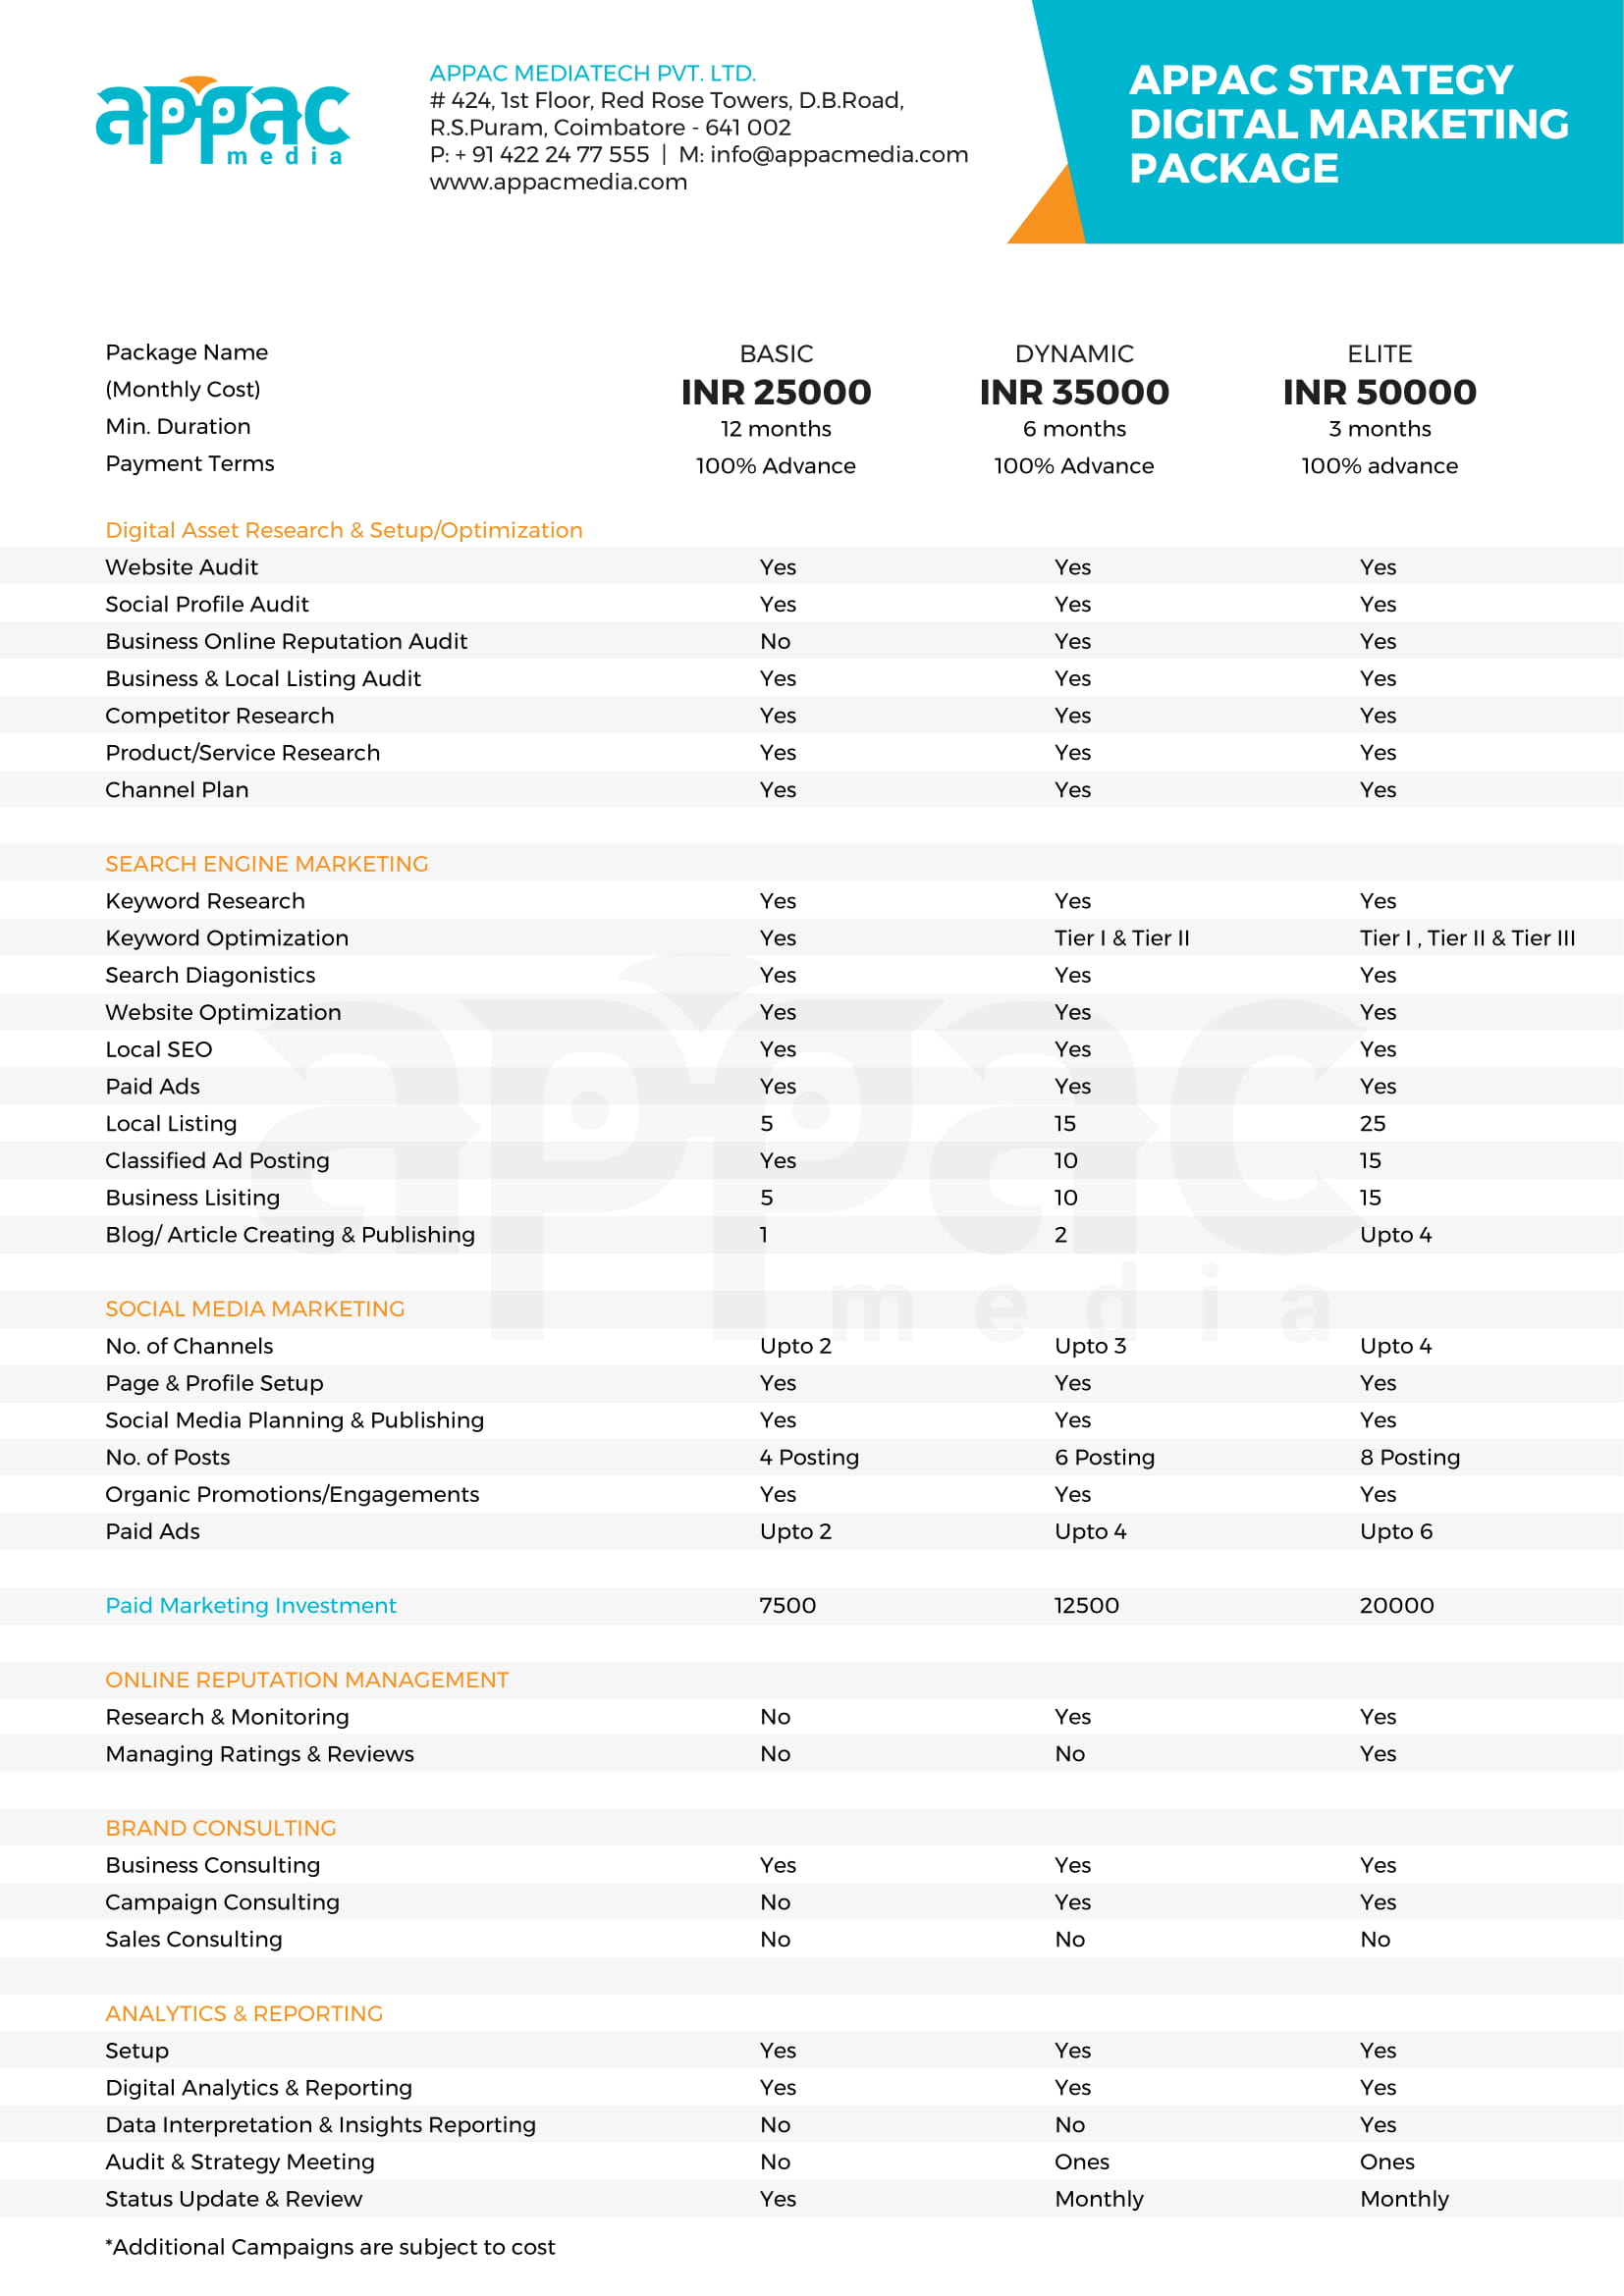 appac
media
APPAC MEDIATECH PVT. LTD.
# 424, 1st Floor, Red Rose Towers, D.B.Road,
R.S.Puram, Coimbatore - 641 002
P: + 91 422 24 77 555 | M: info@appacmedia.com
www.appacmedia.com
APPAC STRATEGY
DIGITAL MARKETING
PACKAGE
Package Name BASIC DYNAMIC ELITE
(Monthly Cost) INR 25000 INR 35000 INR 50000
Min. Duration 12 months 6 months 3 months
Payment Terms 100% Advance 100% Advance 100% advance
Digital Asset Research & Setup/Optimization
Website Audit Yes Yes Yes
Social Profile Audit Yes Yes Yes
Business Online Reputation Audit No Yes Yes
Business & Local Listing Audit Yes Yes Yes
Competitor Research Yes Yes Yes
Product/Service Research Yes Yes Yes
Channel Plan Yes Yes Yes
SEARCH ENGINE MARKETING
Keyword Research Yes Yes Yes
Keyword Optimization Yes Tier I & Tier II Tier I , Tier II & Tier III
Search Diagonistics Yes Yes Yes
Website Optimization Yes Yes Yes
Local SEO Yes Yes Yes
Paid Ads Yes Yes Yes
Local Listing 5 15 25
Classified Ad Posting Yes 10 15
Business Lisiting 5 10 15
Blog/ Article Creating & Publishing 1 2 Upto 4
appac
media
SOCIAL MEDIA MARKETING
No. of Channels Upto 2 Upto 3 Upto 4
Page & Profile Setup Yes Yes Yes
Social Media Planning & Publishing Yes Yes Yes
No. of Posts 4 Posting 6 Posting 8 Posting
Organic Promotions/Engagements Yes Yes Yes
Paid Ads Upto 2 Upto 4 Upto 6
Paid Marketing Investment 7500 12500 20000
ONLINE REPUTATION MANAGEMENT
Research & Monitoring No Yes Yes
Managing Ratings & Reviews No No Yes
BRAND CONSULTING
Business Consulting Yes Yes Yes
Campaign Consulting No Yes Yes
Sales Consulting No No No
ANALYTICS & REPORTING
Setup Yes Yes Yes
Digital Analytics & Reporting Yes Yes Yes
Data Interpretation & Insights Reporting No No Yes
Audit & Strategy Meeting No Ones Ones
Status Update & Review Yes Monthly Monthly
*Additional Campaigns are subject to cost